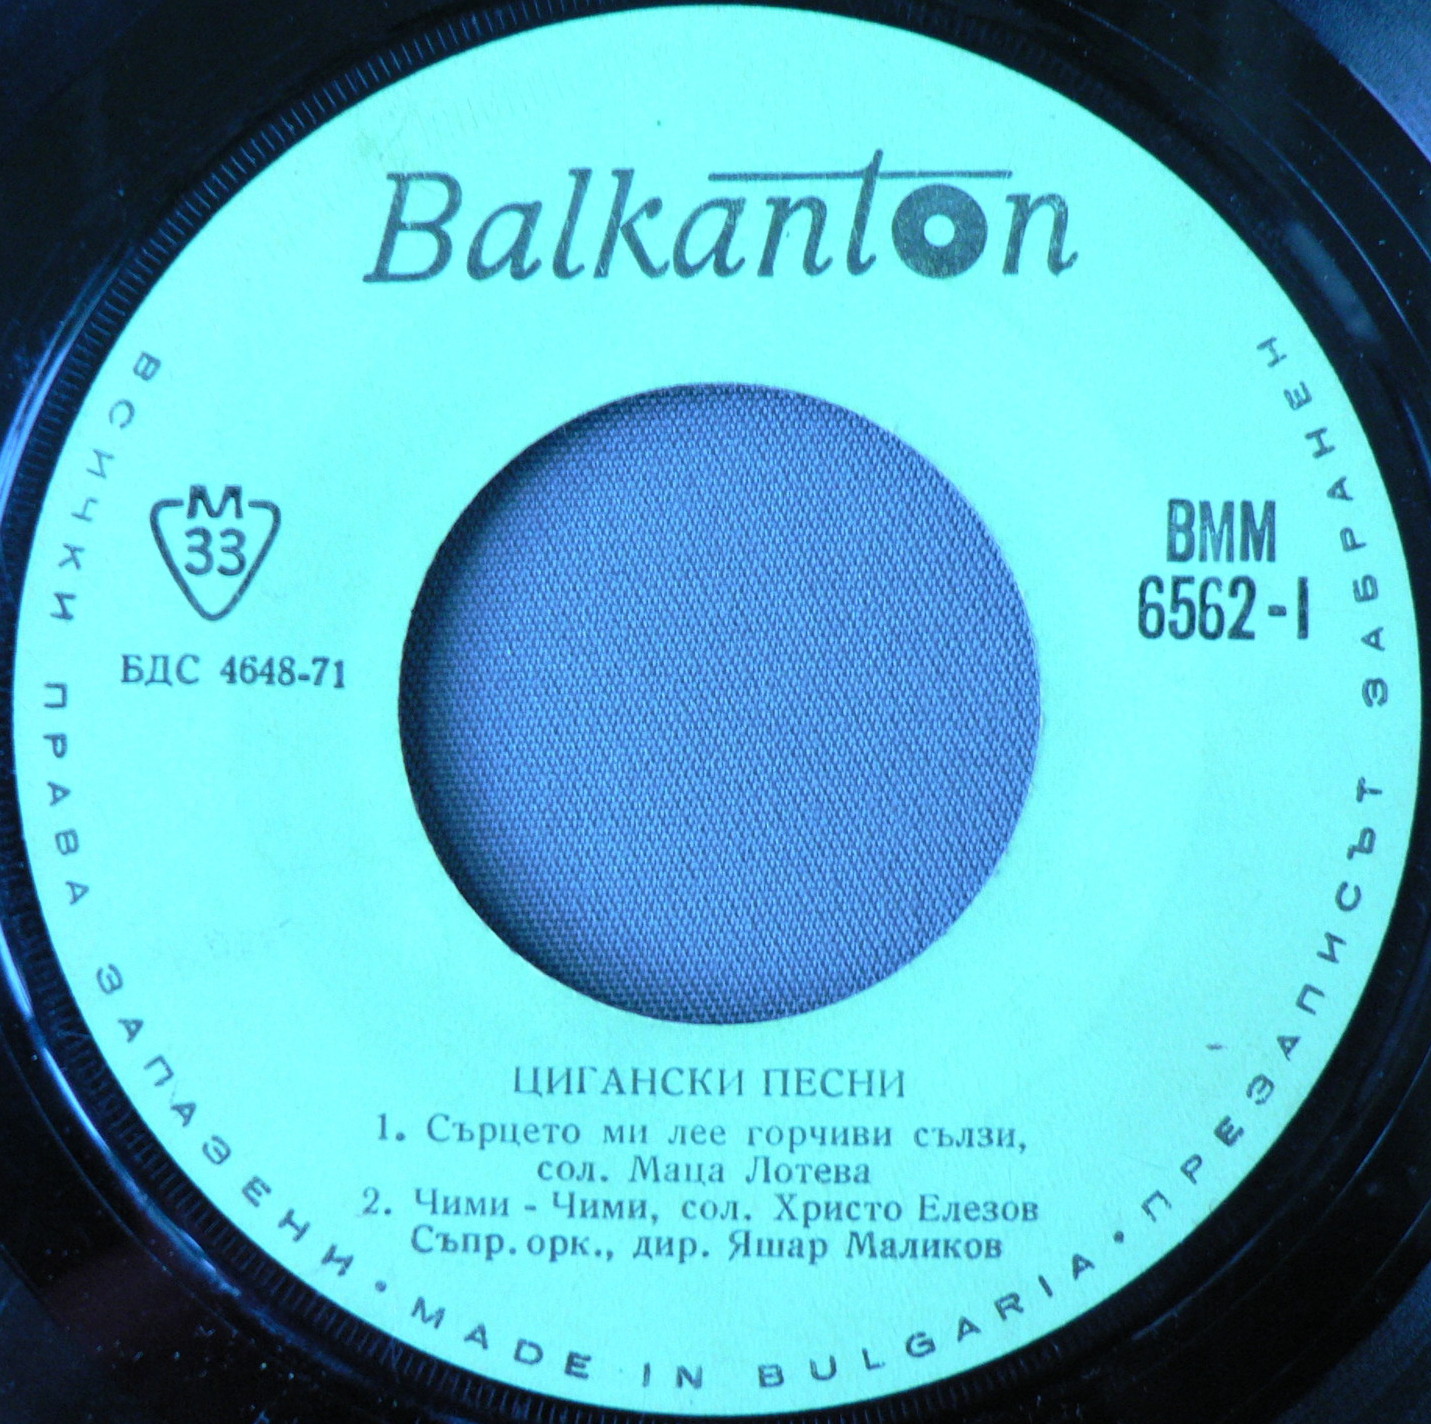 Balkanton
M
33
БДС 4648-71
ВММ
6562-I
ЦИГАНСКИ ПЕСНИ
1. Сърцето ми лее горчиви сълзи,
сол. Маца Лотева
2. Чими - Чими, сол. Христо Елезов
Съпр. орк., дир. Яшар Маликов
ВСИЧКИ ПРАВА ЗАПАЗЕНИ • MADE IN BULGARIA • ПРЕЗАПИСЪТ ЗАБРАНЕН